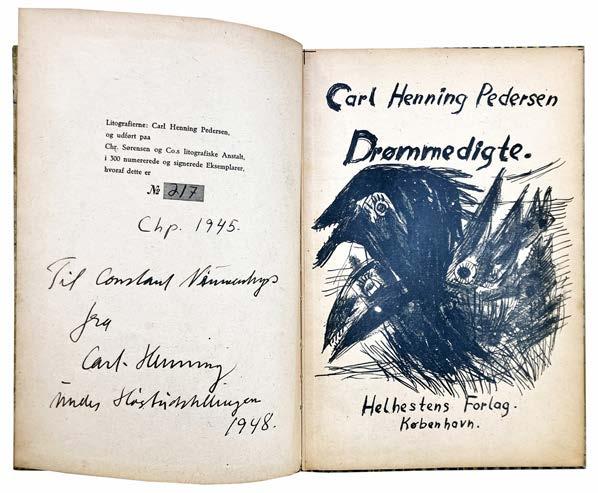 Litografierne: Carl Henning Pedersen,
og udført paa
Chr. Sørensen og Co.s litografiske Anstalt,
i 300 numererede og signerede Eksemplarer,
hvoraf dette er
No 217
Chp. 1945.
Til Constant
fra
Carl-Henning
under Høstudstillingen
1948.
Carl Henning Pedersen
Drømmedigte.
Helhestens Forlag.
København.